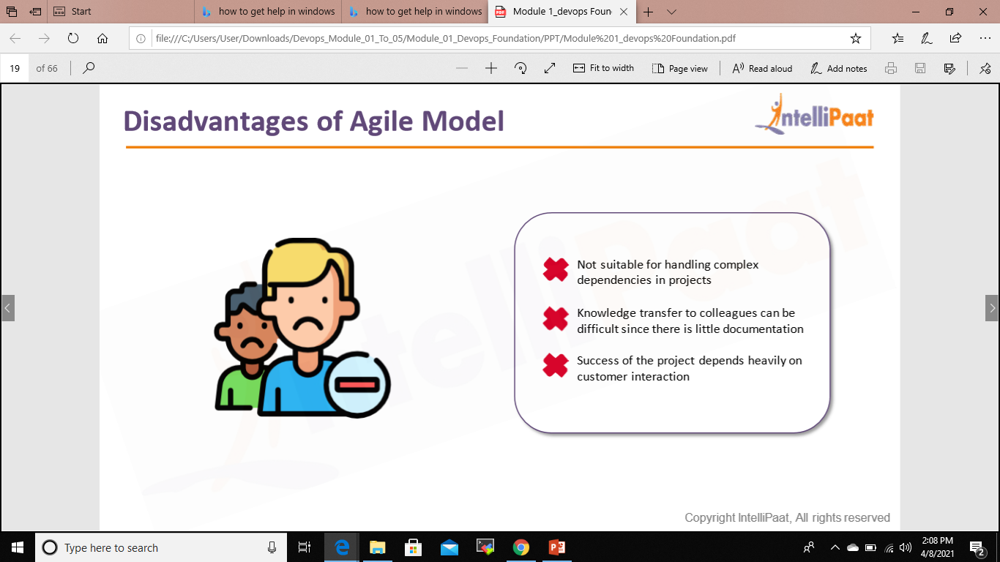 Start
how to get help in windows
how to get help in windows
Module 1_devops Foun
file:///C:/Users/User/Downloads/Devops_Module_01_To_05/Module_01_Devops_Foundation/PPT/Module%201_devops%20Foundation.pdf
19 of 66
Fit to width
Page view
Read aloud
Add notes
Disadvantages of Agile Model
IntelliPaat
Not suitable for handling complex
dependencies in projects
Knowledge transfer to colleagues can be
difficult since there is little documentation
Success of the project depends heavily on
customer interaction
IntelliPaat
Copyright IntelliPaat, All rights reserved
Type here to search
2:08 PM
4/8/2021
2